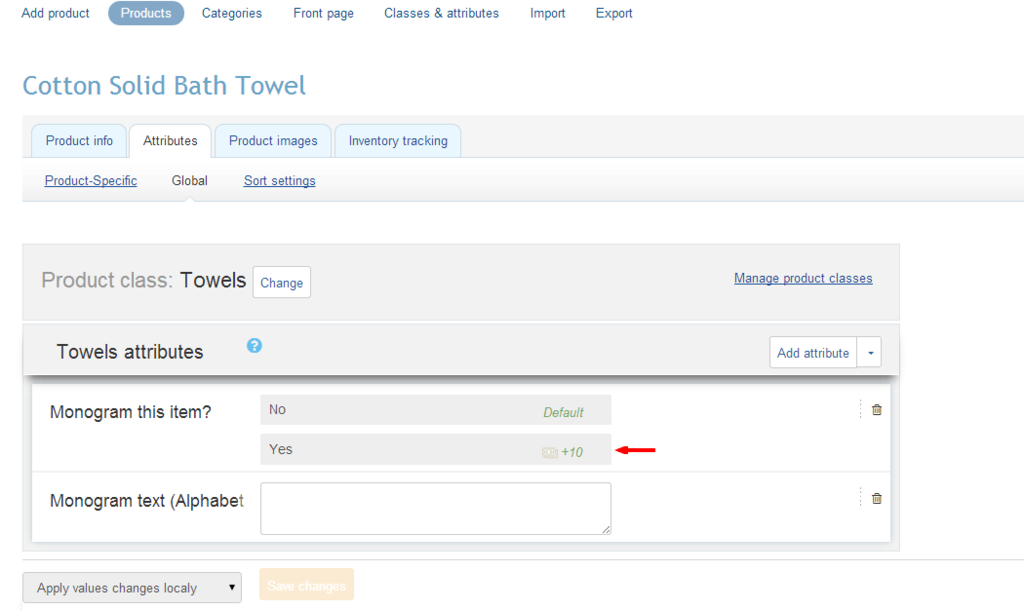 Add product Products Categories Front page Classes & attributes Import Export
Cotton Solid Bath Towel
Product info Attributes Product images Inventory tracking
Product-Specific Global Sort settings
Product class: Towels Change Manage product classes
Towels attributes ? Add attribute
Monogram this item? No Default
Yes +10
Monogram text (Alphabet
Apply values changes localy Save changes